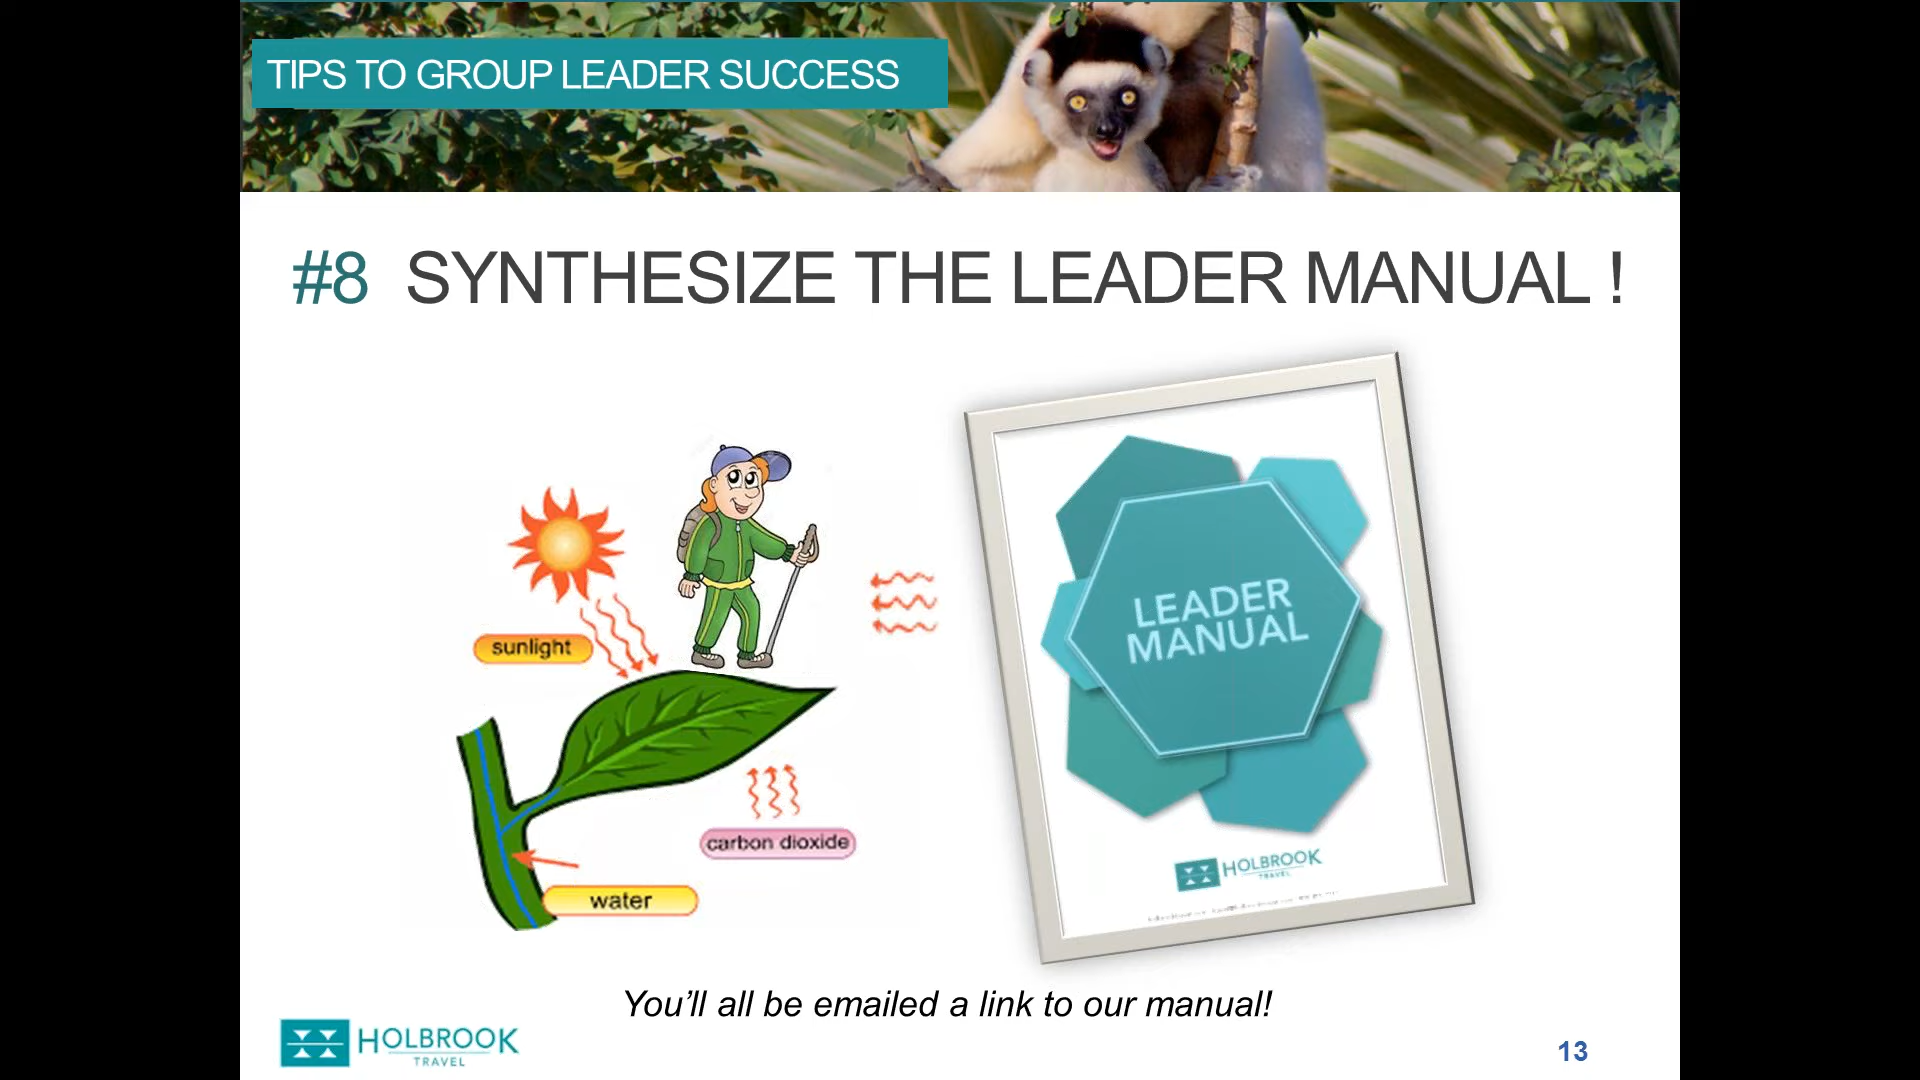 TIPS TO GROUP LEADER SUCCESS
#8 SYNTHESIZE THE LEADER MANUAL !
sunlight
carbon dioxide
water
LEADER
MANUAL
HOLBROOK
TRAVEL
You’ll all be emailed a link to our manual!
HOLBROOK
TRAVEL
13